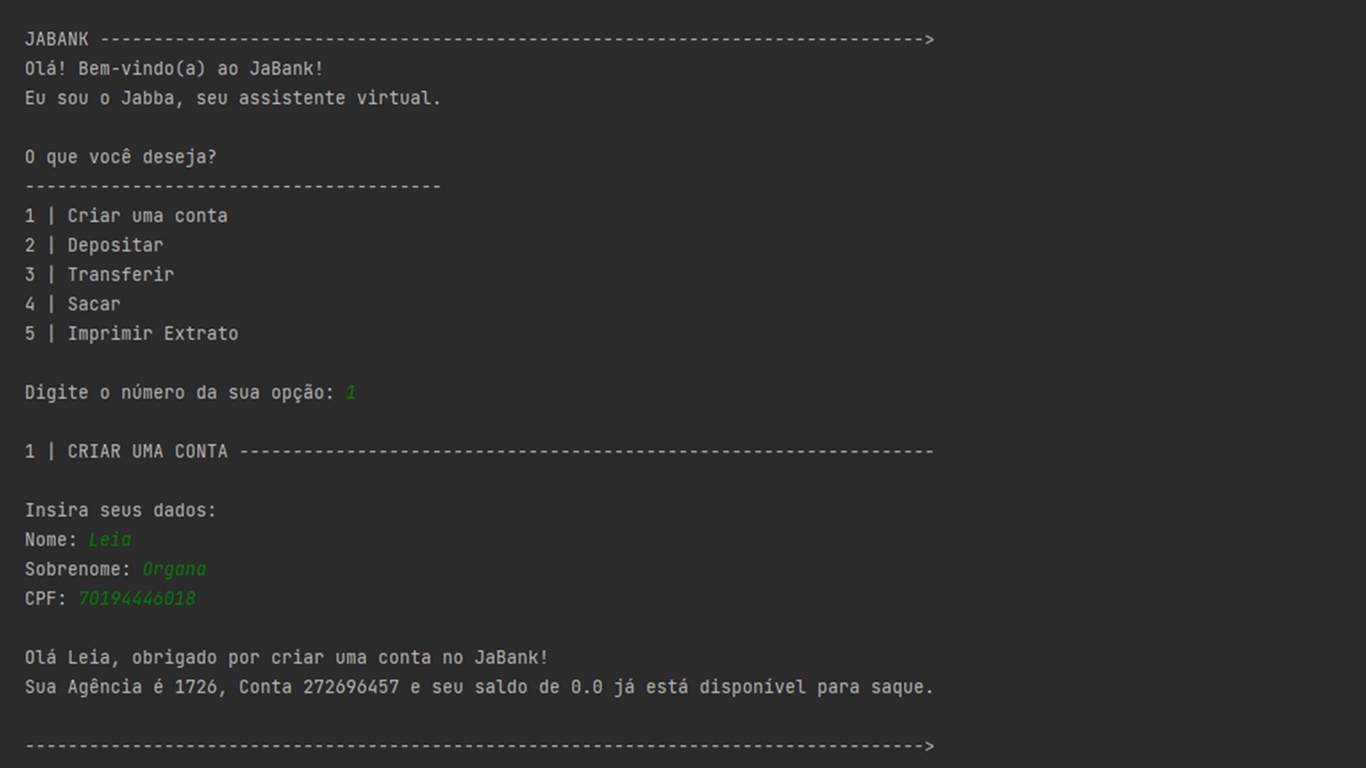 JABANK ----------------------------------------------------------------------------->
Olá! Bem-vindo(a) ao JaBank!
Eu sou o Jabba, seu assistente virtual.
O que você deseja?
---------------------------------------
1 | Criar uma conta
2 | Depositar
3 | Transferir
4 | Sacar
5 | Imprimir Extrato
Digite o número da sua opção: 1
1 | CRIAR UMA CONTA -----------------------------------------------------------------
Insira seus dados:
Nome: Leia
Sobrenome: Organa
CPF: 70194446018
Olá Leia, obrigado por criar uma conta no JaBank!
Sua Agência é 1726, Conta 272696457 e seu saldo de 0.0 já está disponível para saque.
------------------------------------------------------------------------------------>